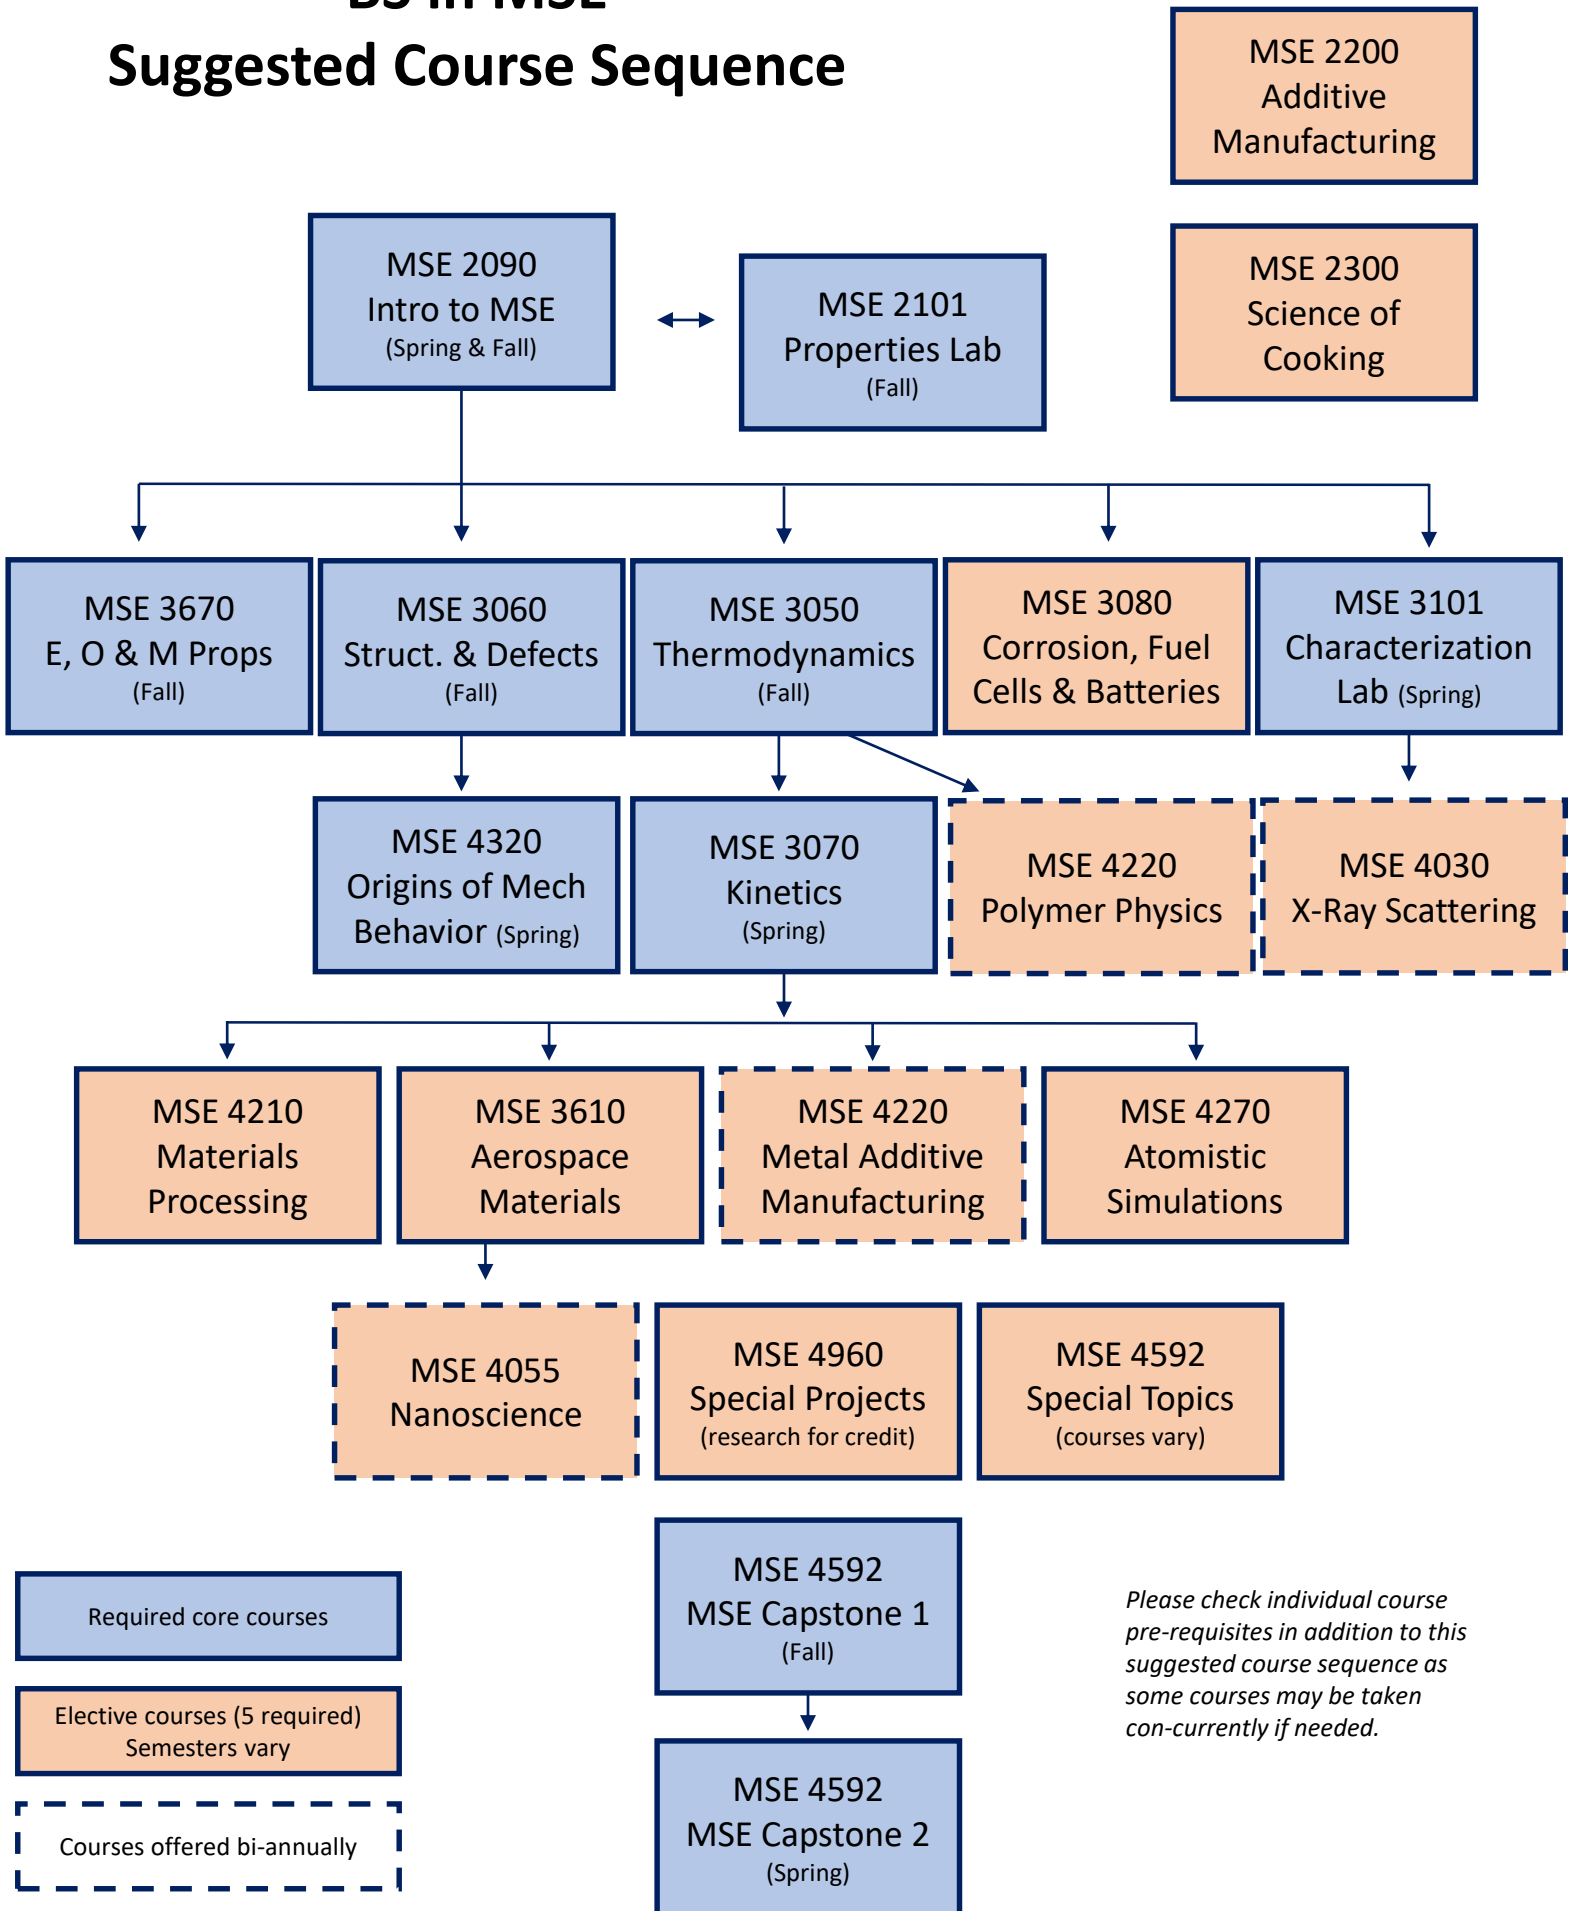 BS in MSE
Suggested Course Sequence
MSE 2200
Additive
Manufacturing
MSE 2090
Intro to MSE
(Spring & Fall)
MSE 2101
Properties Lab
(Fall)
MSE 2300
Science of
Cooking
MSE 3670
E, O & M Props
(Fall)
MSE 3060
Struct. & Defects
(Fall)
MSE 3050
Thermodynamics
(Fall)
MSE 3080
Corrosion, Fuel
Cells & Batteries
MSE 3101
Characterization
Lab (Spring)
MSE 4320
Origins of Mech
Behavior (Spring)
MSE 3070
Kinetics
(Spring)
MSE 4220
Polymer Physics
MSE 4030
X-Ray Scattering
MSE 4210
Materials
Processing
MSE 3610
Aerospace
Materials
MSE 4220
Metal Additive
Manufacturing
MSE 4270
Atomistic
Simulations
MSE 4055
Nanoscience
MSE 4960
Special Projects
(research for credit)
MSE 4592
Special Topics
(courses vary)
MSE 4592
MSE Capstone 1
(Fall)
MSE 4592
MSE Capstone 2
(Spring)
Required core courses
Elective courses (5 required)
Semesters vary
Courses offered bi-annually
Please check individual course
pre-requisites in addition to this
suggested course sequence as
some courses may be taken
con-currently if needed.